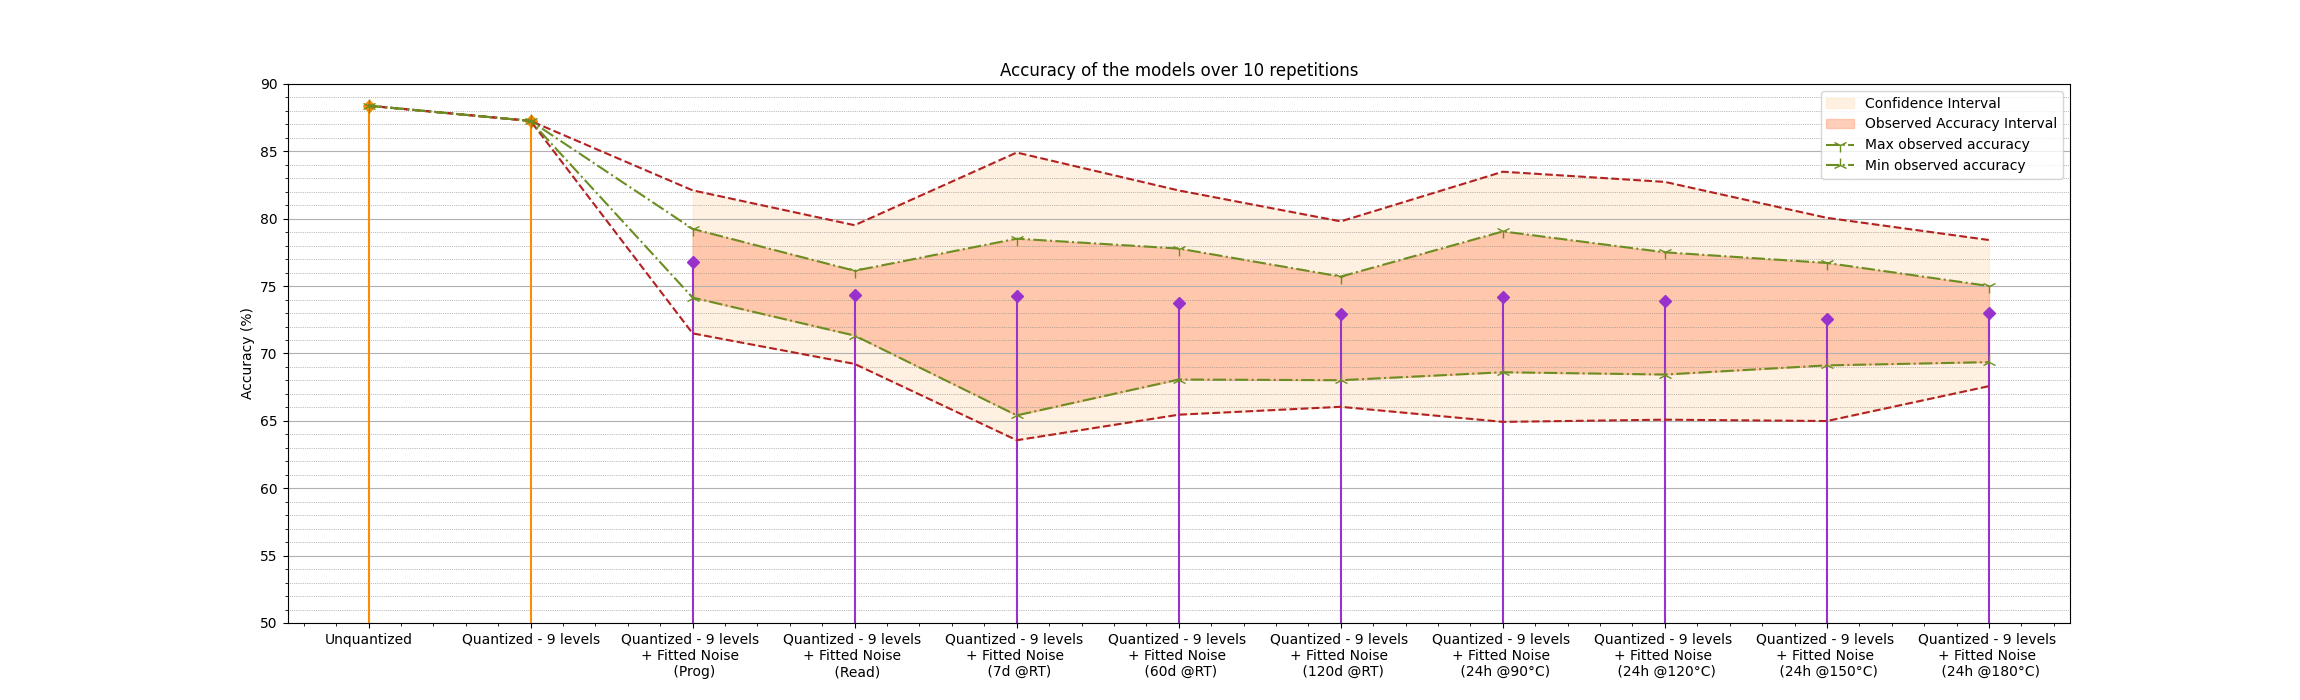 Accuracy of the models over 10 repetitions
90
85
80
75
70
65
60
55
50
Accuracy (%)
Confidence Interval
Observed Accuracy Interval
Max observed accuracy
Min observed accuracy
Unquantized
Quantized - 9 levels
Quantized - 9 levels
+ Fitted Noise
(Prog)
Quantized - 9 levels
+ Fitted Noise
(Read)
Quantized - 9 levels
+ Fitted Noise
(7d @RT)
Quantized - 9 levels
+ Fitted Noise
(60d @RT)
Quantized - 9 levels
+ Fitted Noise
(120d @RT)
Quantized - 9 levels
+ Fitted Noise
(24h @90°C)
Quantized - 9 levels
+ Fitted Noise
(24h @120°C)
Quantized - 9 levels
+ Fitted Noise
(24h @150°C)
Quantized - 9 levels
+ Fitted Noise
(24h @180°C)